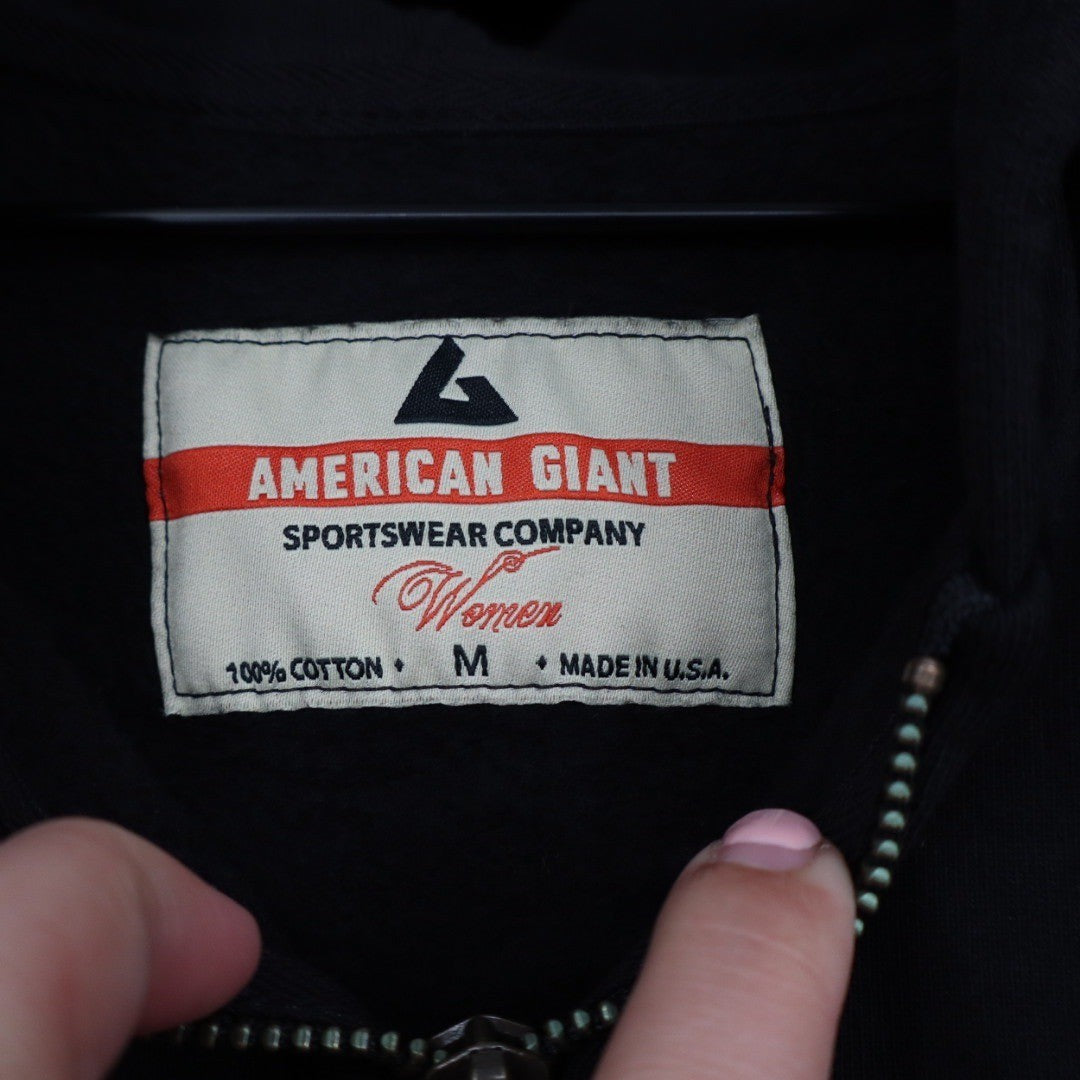 AMERICAN GIANT
SPORTSWEAR COMPANY
Women
100% COTTON • M • MADE IN U.S.A.